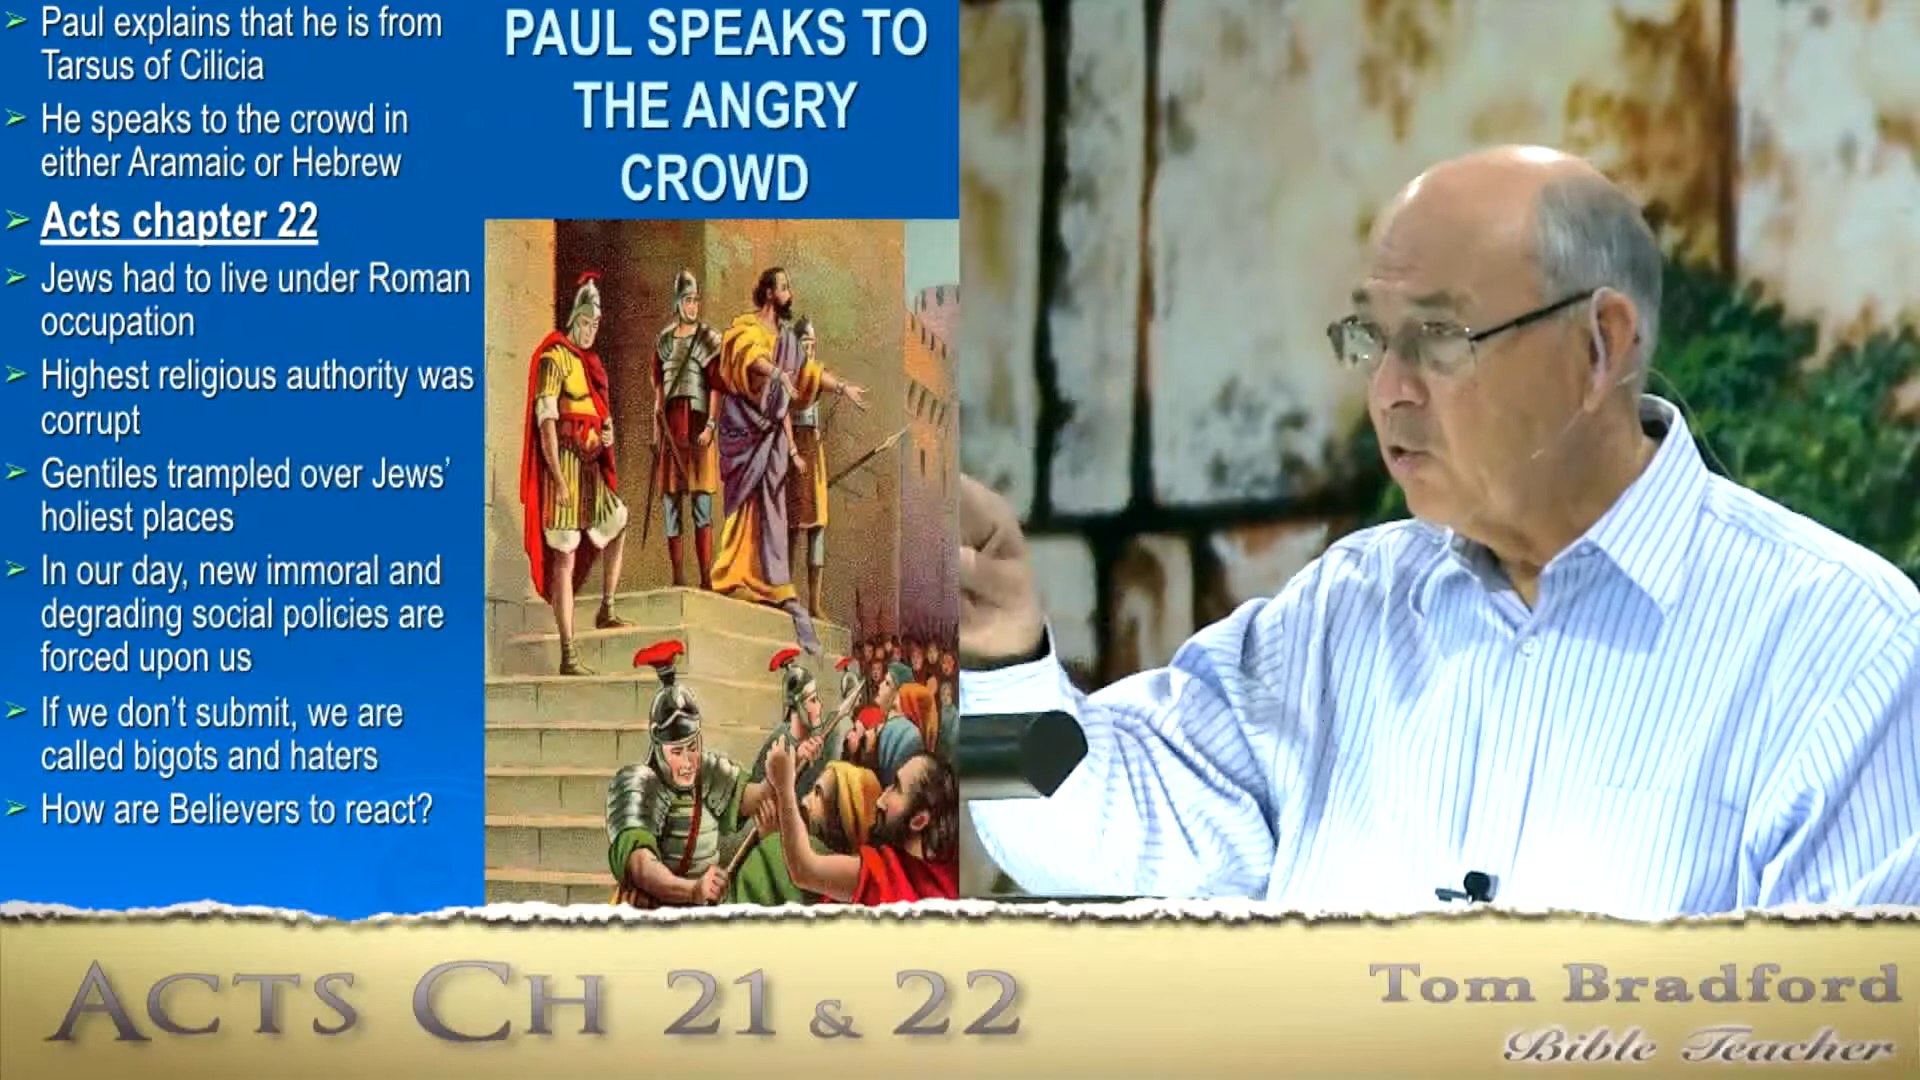 Paul explains that he is from
Tarsus of Cilicia
He speaks to the crowd in
either Aramaic or Hebrew
Acts chapter 22
Jews had to live under Roman
occupation
Highest religious authority was
corrupt
Gentiles trampled over Jews’
holiest places
In our day, new immoral and
degrading social policies are
forced upon us
If we don’t submit, we are
called bigots and haters
How are Believers to react?
PAUL SPEAKS TO
THE ANGRY
CROWD
ACTS CH 21 & 22
Tom Bradford
Bible Teacher